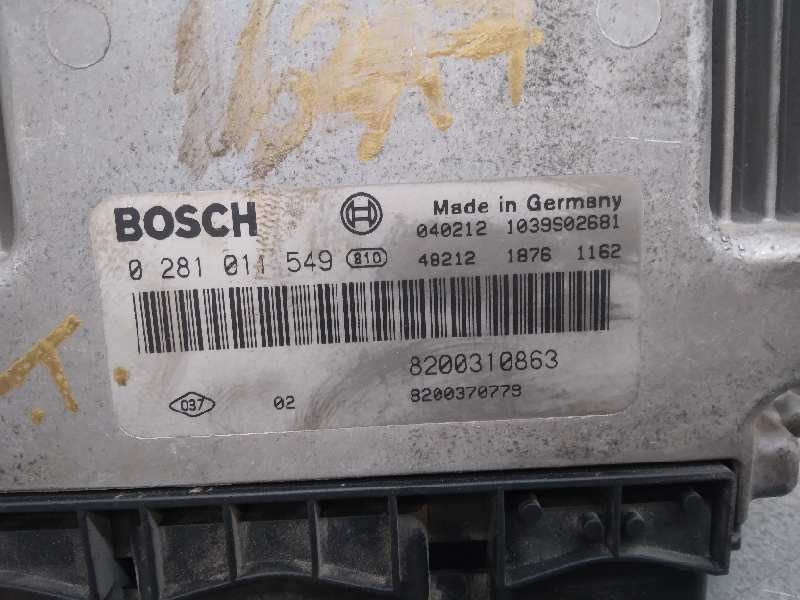 BOSCH
Made in Germany
040212 1039S02681
0 281 011 549 810
48212 1876 1162
8200310863
037 02
8200370779